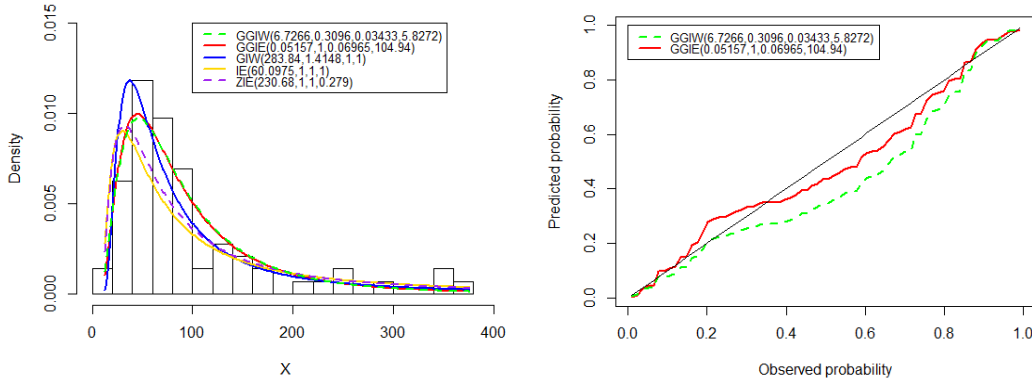 GGIW(6.7266,0.3096,0.03433,5.8272)
GGIE(0.05157,1,0.06965,104.94)
GIW(283.84,1.4148,1,1)
IE(60.0975,1,1,1)
ZIE(230.68,1,1,0.279)
Density
0.015
0.010
0.005
0.000
0 100 200 300 400
X
GGIW(6.7266,0.3096,0.03433,5.8272)
GGIE(0.05157,1,0.06965,104.94)
Predicted probability
1.0
0.8
0.6
0.4
0.2
0.0
0.0 0.2 0.4 0.6 0.8 1.0
Observed probability